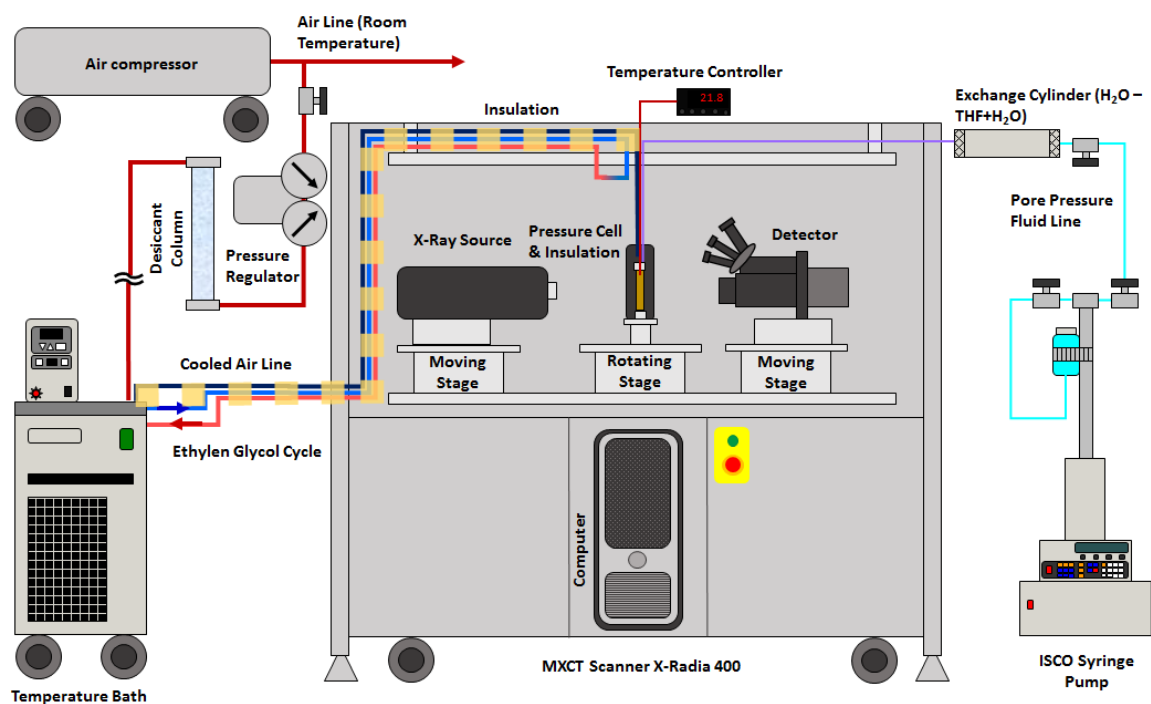 Air Line (Room
Temperature)
Air compressor
Temperature Controller
21.8
Insulation
Exchange Cylinder (H₂O –
THF+H₂O)
Desiccant
Column
Pressure
Regulator
X-Ray Source
Pressure Cell
& Insulation
Detector
Pore Pressure
Fluid Line
Cooled Air Line
Moving
Stage
Rotating
Stage
Moving
Stage
Ethylen Glycol Cycle
Computer
MXCT Scanner X-Radia 400
ISCO Syringe
Pump
Temperature Bath